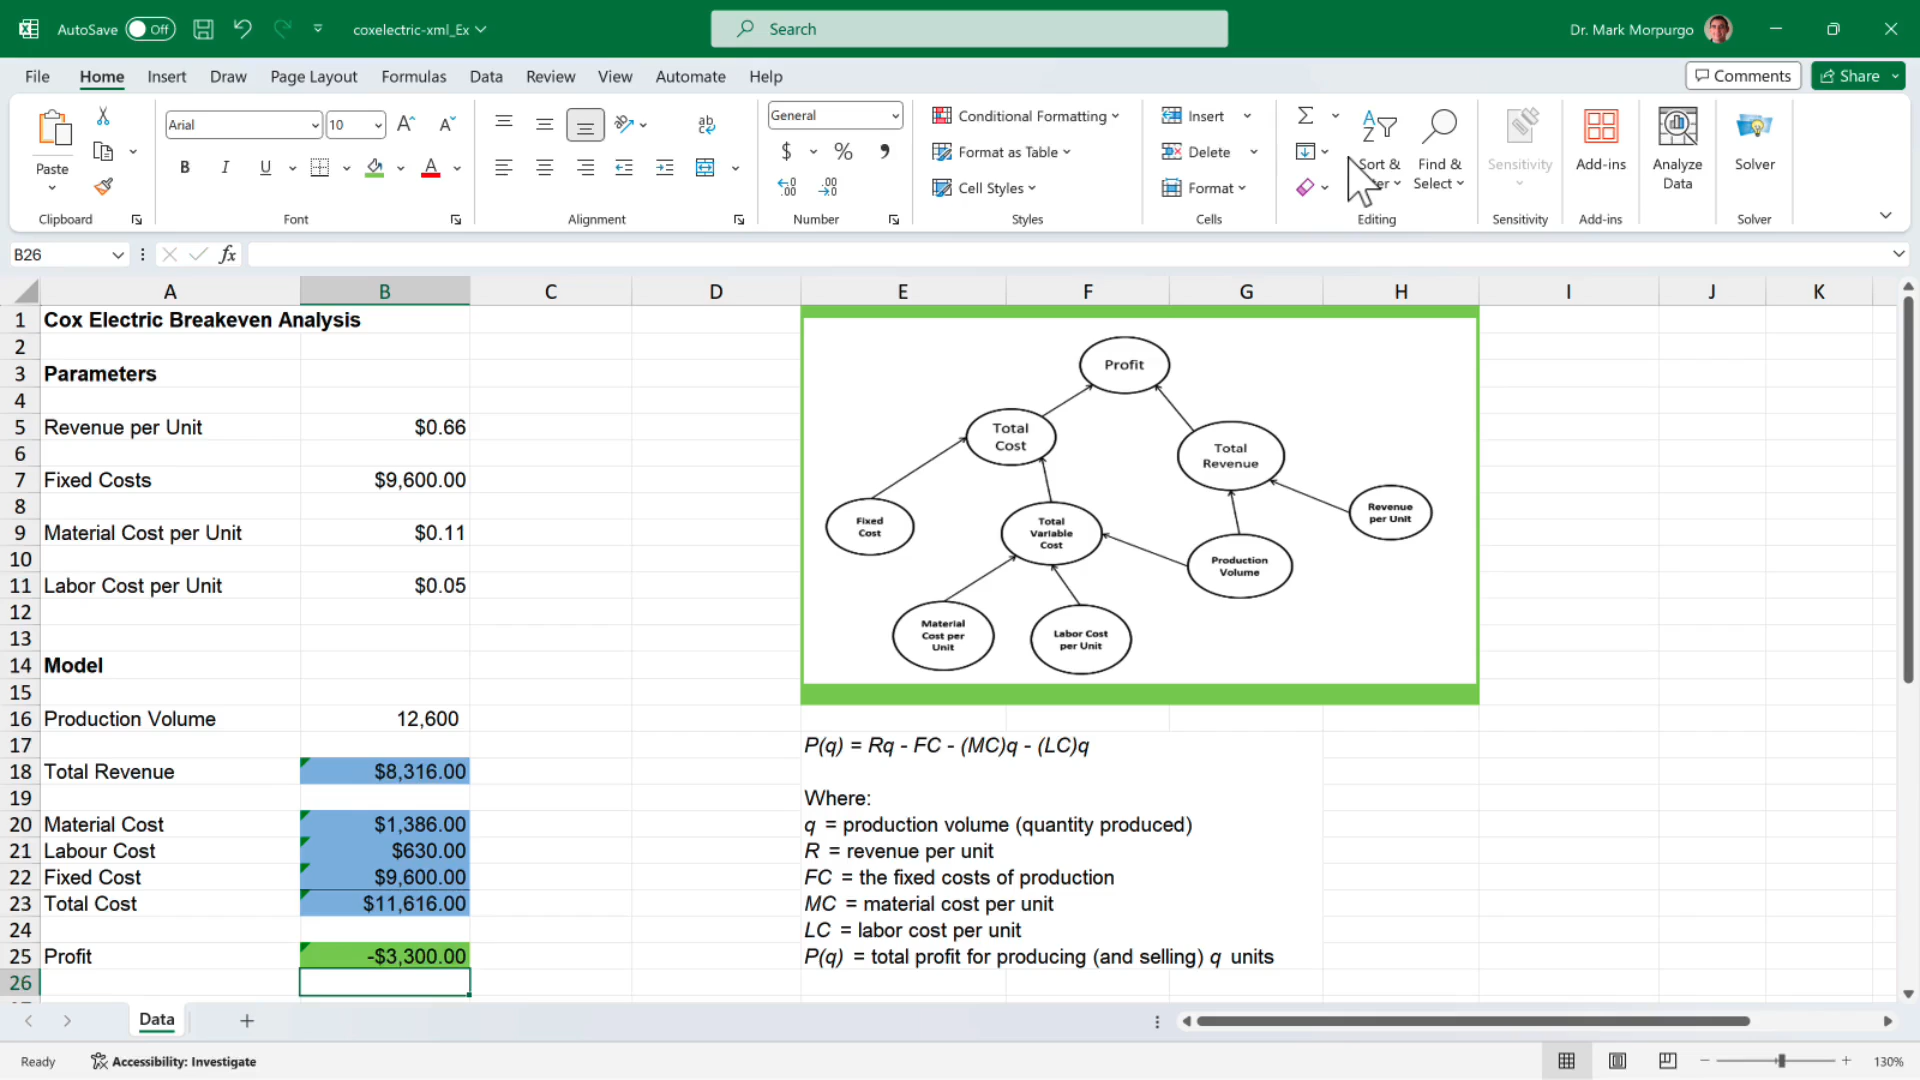 AutoSave Off coxelectric-xml_Ex Search Dr. Mark Morpurgo
File Home Insert Draw Page Layout Formulas Data Review View Automate Help Comments Share
Paste
Clipboard
Arial 10
B I U A
Font
ab
Alignment
General
$ % 9
.00
Number
Conditional Formatting
Format as Table
Cell Styles
Styles
Insert
Delete
Format
Cells
Σ
Sort &
Find &
Select
Editing
Sensitivity
Sensitivity
Add-ins
Add-ins
Analyze
Data
Solver
Solver
B26 fx
A B C D E F G H I J K
1 Cox Electric Breakeven Analysis
2
3 Parameters
4
5 Revenue per Unit $0.66
6
7 Fixed Costs $9,600.00
8
9 Material Cost per Unit $0.11
10
11 Labor Cost per Unit $0.05
12
13
14 Model
15
16 Production Volume 12,600
17
18 Total Revenue $8,316.00
19
20 Material Cost $1,386.00
21 Labour Cost $630.00
22 Fixed Cost $9,600.00
23 Total Cost $11,616.00
24
25 Profit -$3,300.00
26
Profit
Total
Cost
Total
Revenue
Fixed
Cost
Total
Variable
Cost
Revenue
per Unit
Production
Volume
Material
Cost per
Unit
Labor Cost
per Unit
P(q) = Rq - FC - (MC)q - (LC)q
Where:
q = production volume (quantity produced)
R = revenue per unit
FC = the fixed costs of production
MC = material cost per unit
LC = labor cost per unit
P(q) = total profit for producing (and selling) q units
Data
Ready Accessibility: Investigate 130%